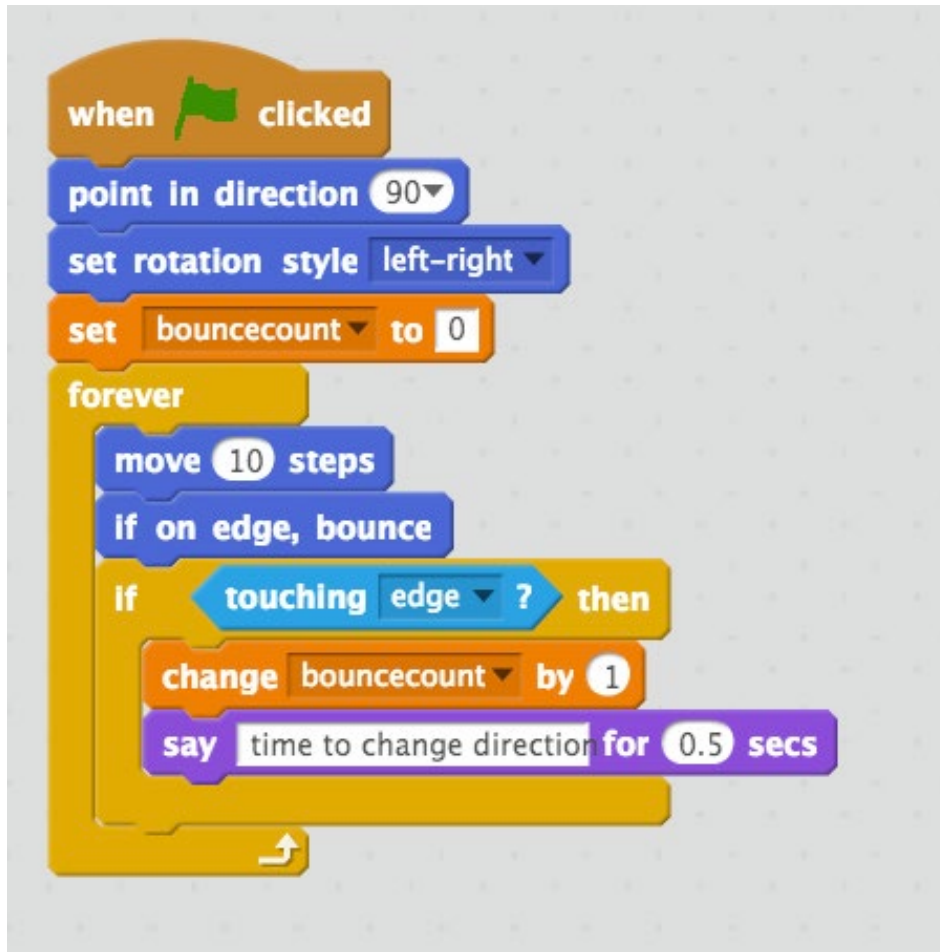 when clicked
point in direction 90
set rotation style left-right
set bouncecount to 0
forever
move 10 steps
if on edge, bounce
if touching edge ? then
change bouncecount by 1
say time to change direction for 0.5 secs